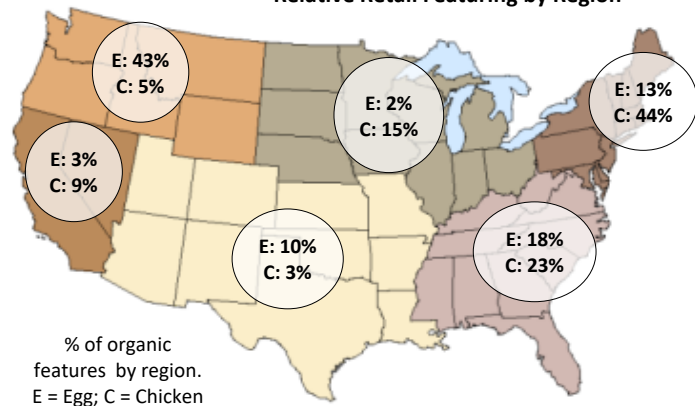 Relative Retail Featuring by Region
E: 43%
C: 5%
E: 2%
C: 15%
E: 13%
C: 44%
E: 3%
C: 9%
E: 10%
C: 3%
E: 18%
C: 23%
% of organic
features by region.
E = Egg; C = Chicken